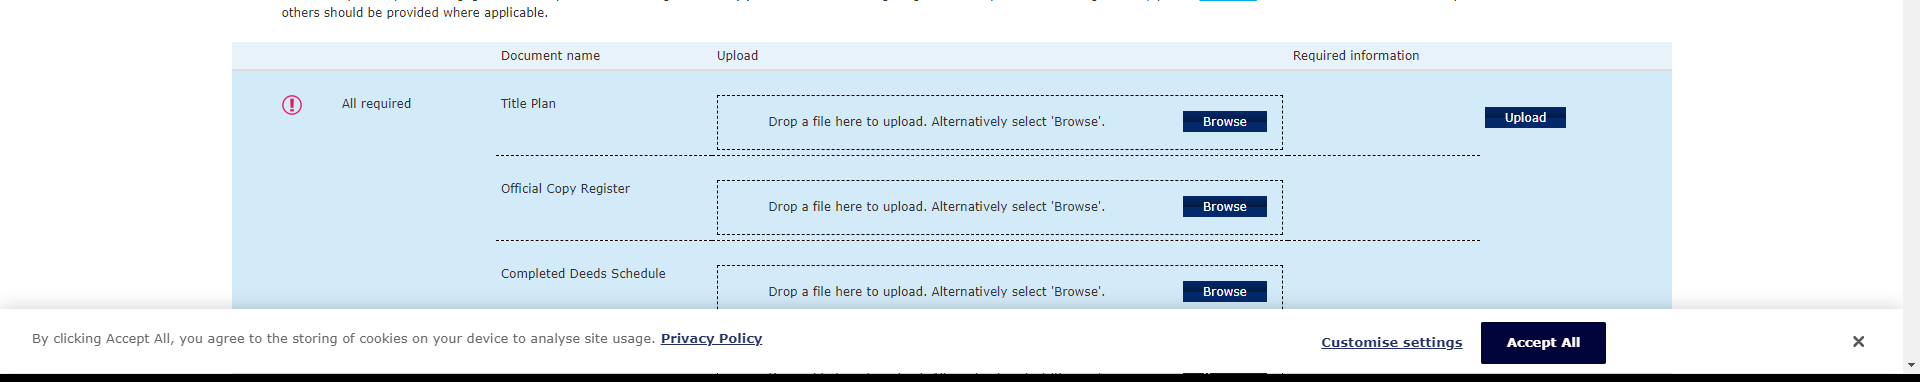 others should be provided where applicable.
Document name Upload Required information
All required Title Plan Drop a file here to upload. Alternatively select 'Browse'. Browse Upload
Official Copy Register Drop a file here to upload. Alternatively select 'Browse'. Browse
Completed Deeds Schedule Drop a file here to upload. Alternatively select 'Browse'. Browse
By clicking Accept All, you agree to the storing of cookies on your device to analyse site usage. Privacy Policy Customise settings Accept All